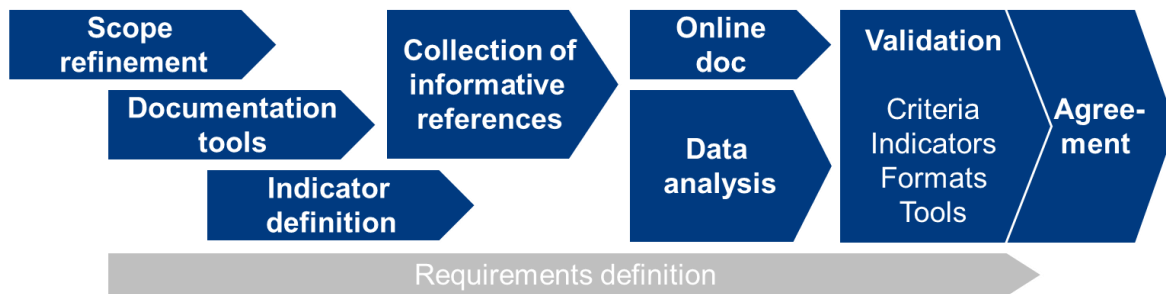 Scope
refinement
Documentation
tools
Indicator
definition
Collection of
informative
references
Online
doc
Data
analysis
Validation
Criteria
Indicators
Formats
Tools
Agree-
ment
Requirements definition